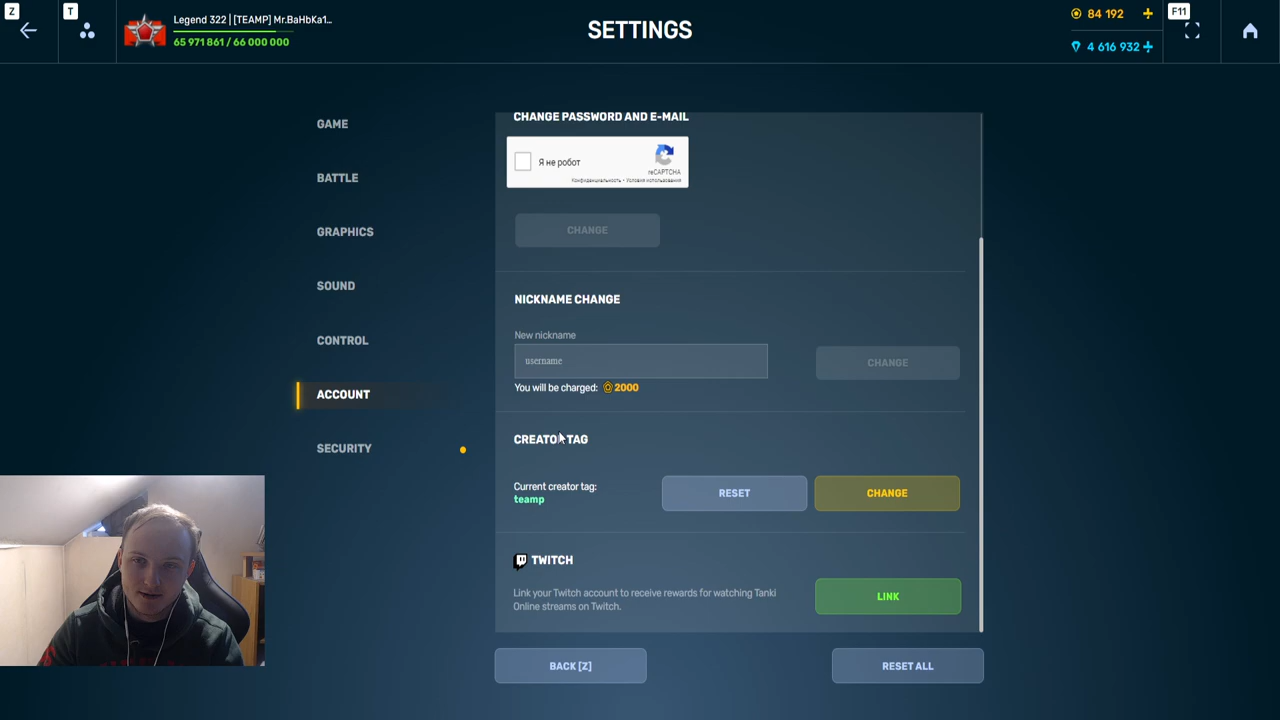 Z
T
Legend 322 | [TEAMP] Mr.BaHbKa1...
65 971 861 / 66 000 000
SETTINGS
84 192 +
4 616 932 +
F11
GAME
BATTLE
GRAPHICS
SOUND
CONTROL
ACCOUNT
SECURITY
CHANGE PASSWORD AND E-MAIL
Я не робот
reCAPTCHA
Конфиденциальность • Условия использования
CHANGE
NICKNAME CHANGE
New nickname
username
CHANGE
You will be charged: 2000
CREATOR TAG
Current creator tag:
teamp
RESET
CHANGE
TWITCH
Link your Twitch account to receive rewards for watching Tanki
Online streams on Twitch.
LINK
BACK [Z]
RESET ALL